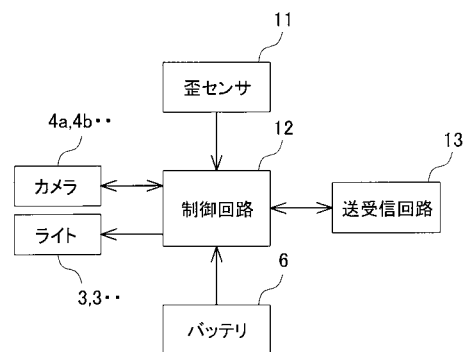 11
歪センサ
4a,4b・・
12
13
カメラ
制御回路
送受信回路
ライト
3,3・・
6
バッテリ